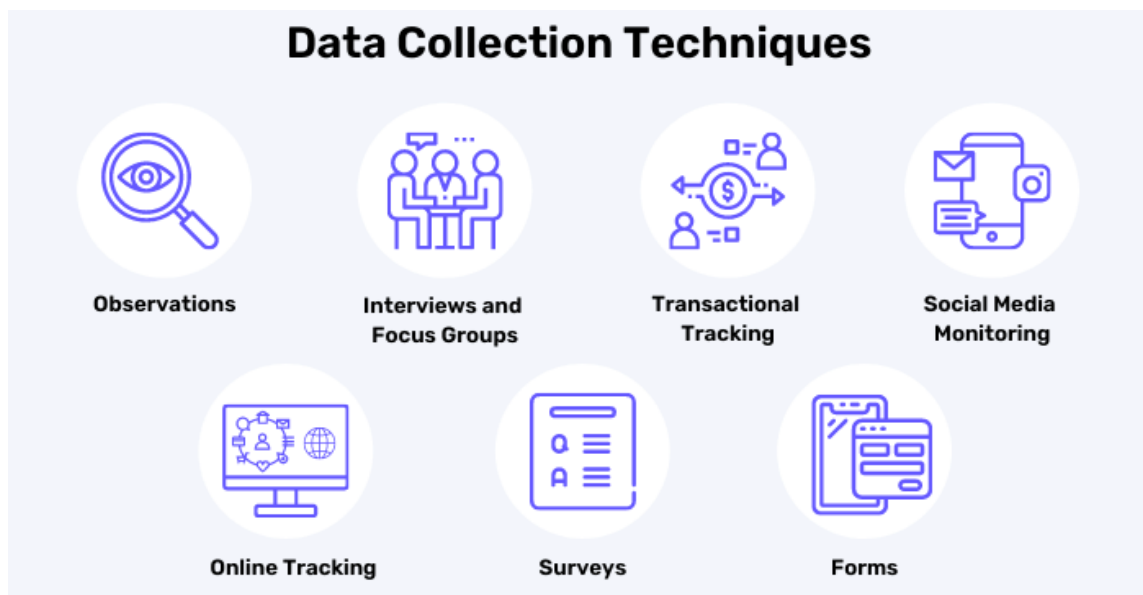 Data Collection Techniques
Observations
Interviews and
Focus Groups
Transactional
Tracking
Social Media
Monitoring
$
Q
A
Online Tracking
Surveys
Forms